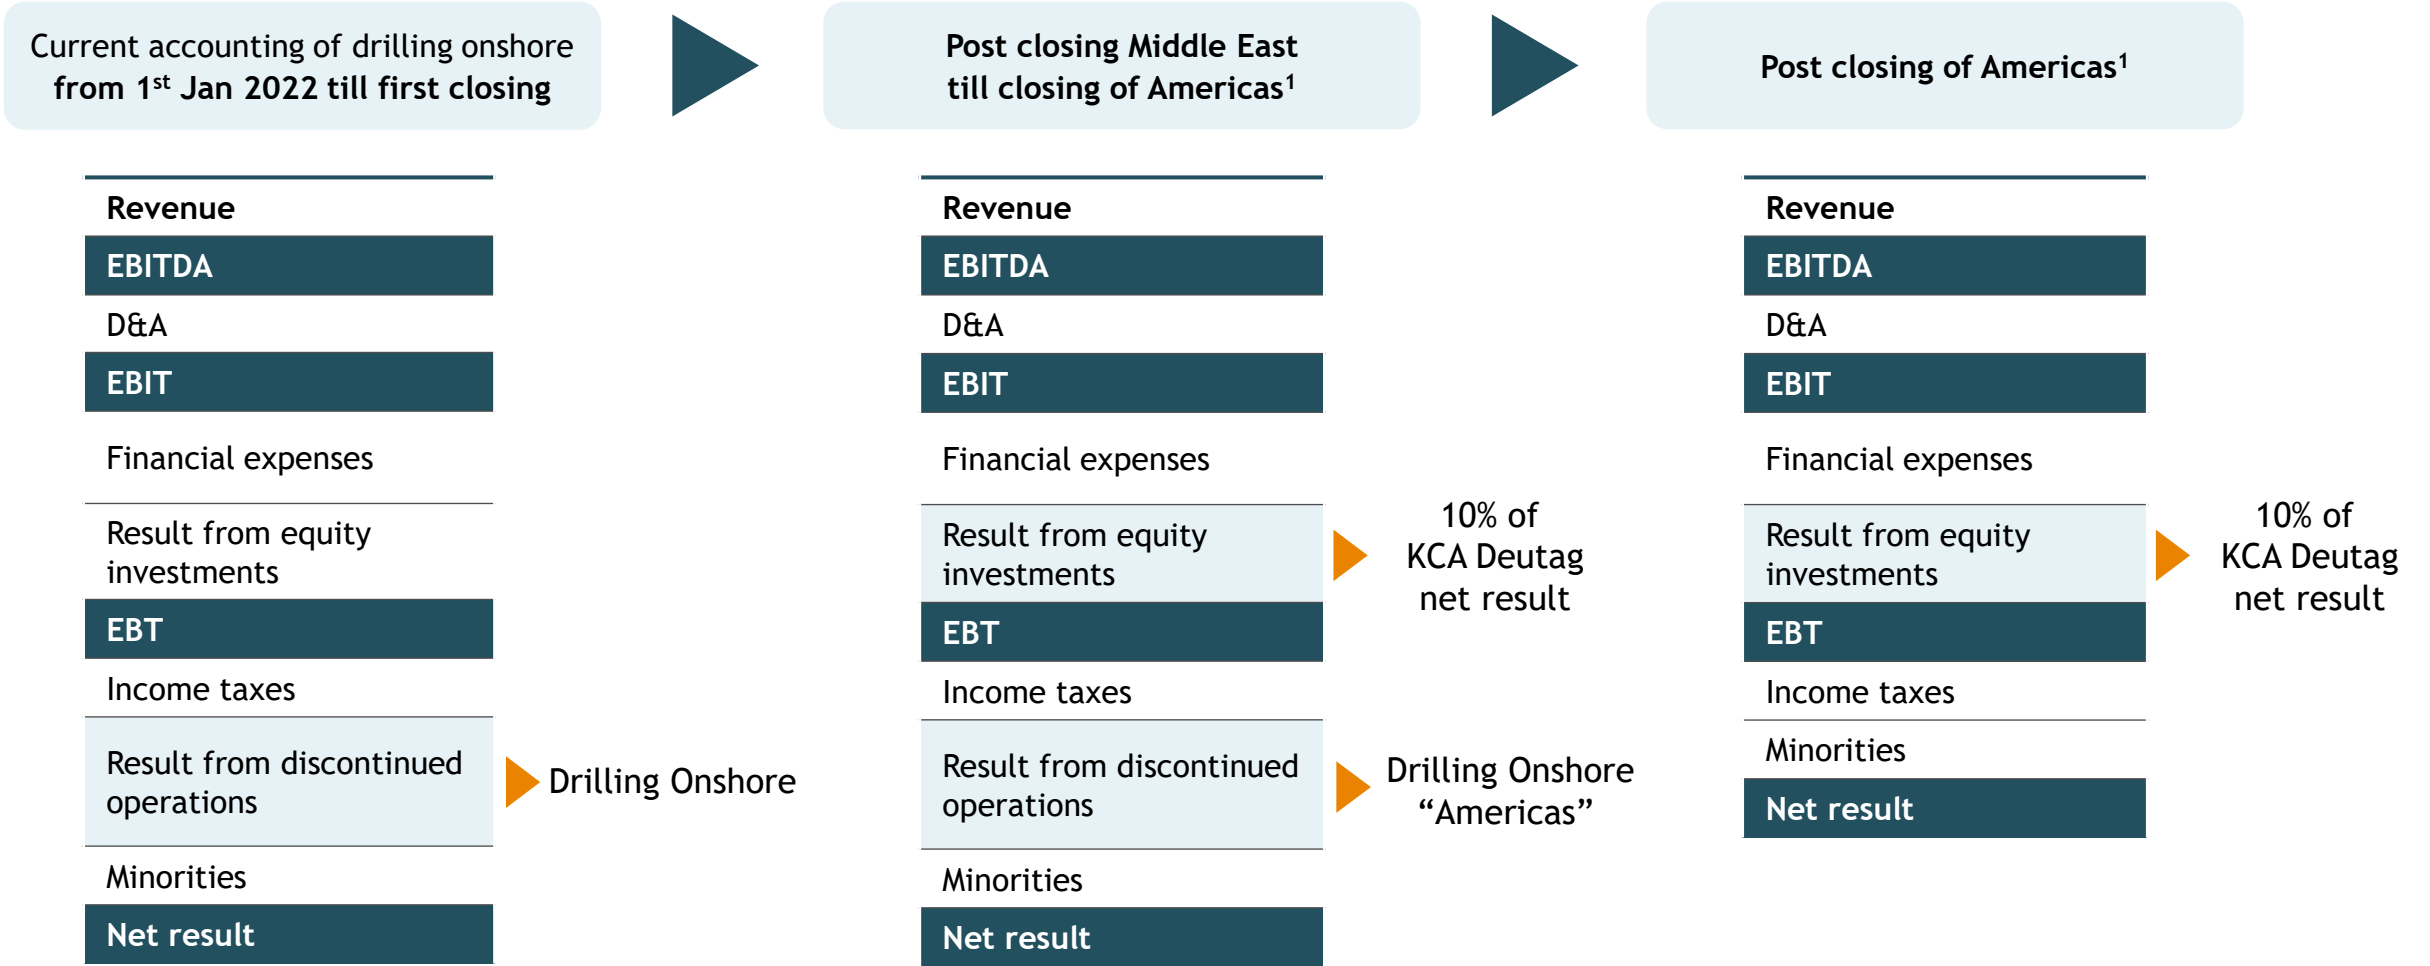 Current accounting of drilling onshore
from 1st Jan 2022 till first closing
Post closing Middle East
till closing of Americas1
Post closing of Americas1
Revenue
EBITDA
D&A
EBIT
Financial expenses
Result from equity
investments
EBT
Income taxes
Result from discontinued
operations
Drilling Onshore
Minorities
Net result
Revenue
EBITDA
D&A
EBIT
Financial expenses
Result from equity
investments
10% of
KCA Deutag
net result
EBT
Income taxes
Result from discontinued
operations
Drilling Onshore
“Americas”
Minorities
Net result
Revenue
EBITDA
D&A
EBIT
Financial expenses
Result from equity
investments
10% of
KCA Deutag
net result
EBT
Income taxes
Minorities
Net result